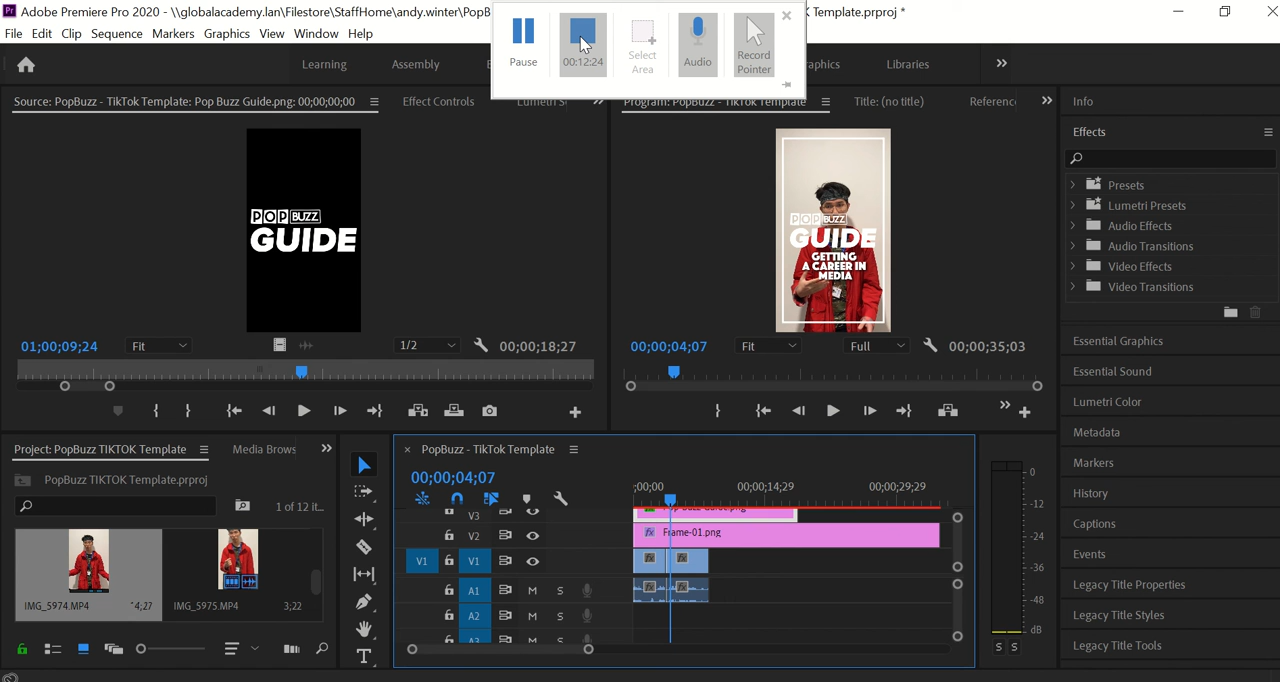 Pr Adobe Premiere Pro 2020 - \\globalacademy.lan\Filestore\StaffHome\andy.winter\PopB
K Template.prproj *
File Edit Clip Sequence Markers Graphics View Window Help
Pause
00:12:24
Select Area
Audio
Record Pointer
Learning
Assembly
Libraries
Source: PopBuzz - TikTok Template: Pop Buzz Guide.png: 00;00;00;00
Effect Controls
Program: PopBuzz - TikTok Template
Title: (no title)
Referenc
Info
Effects
Presets
Lumetri Presets
Audio Effects
Audio Transitions
Video Effects
Video Transitions
POP BUZZ
GUIDE
POP BUZZ
GUIDE
GETTING
A CAREER IN
MEDIA
01;00;09;24
Fit
1/2
00;00;18;27
00;00;04;07
Fit
Full
00;00;35;03
Essential Graphics
Essential Sound
Lumetri Color
Metadata
Markers
History
Captions
Events
Legacy Title Properties
Legacy Title Styles
Legacy Title Tools
Project: PopBuzz TIKTOK Template
Media Brows
PopBuzz TIKTOK Template.prproj
1 of 12 it...
IMG_5974.MP4
4;27
IMG_5975.MP4
3;22
PopBuzz - TikTok Template
00;00;04;07
;00;00
00;00;14;29
00;00;29;29
V3
V2
fx Frame-01.png
V1 V1
fx fx
A1 M S
fx fx
A2 M S
A3 M S
T
0
-12
-24
-36
-48
dB
S S